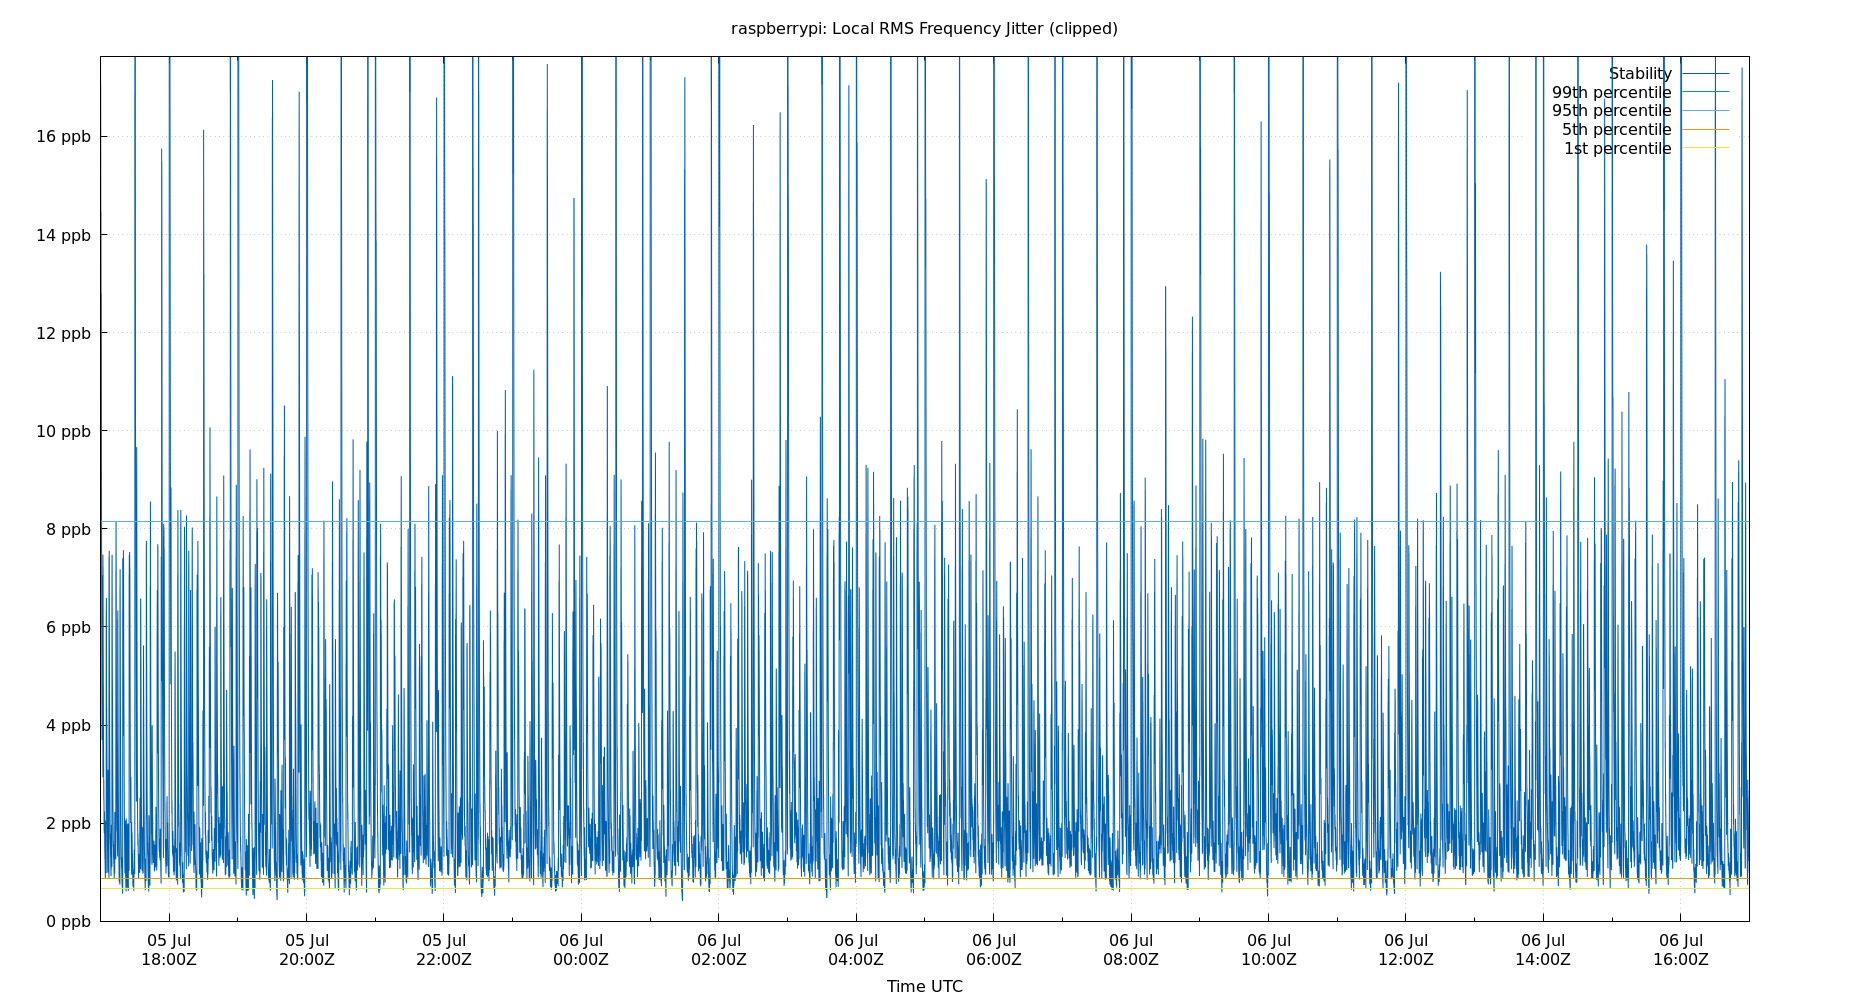 raspberrypi: Local RMS Frequency Jitter (clipped)
Stability
99th percentile
95th percentile
5th percentile
1st percentile
16 ppb
14 ppb
12 ppb
10 ppb
8 ppb
6 ppb
4 ppb
2 ppb
0 ppb
05 Jul 05 Jul 05 Jul 06 Jul 06 Jul 06 Jul 06 Jul 06 Jul 06 Jul 06 Jul 06 Jul 06 Jul
18:00Z 20:00Z 22:00Z 00:00Z 02:00Z 04:00Z 06:00Z 08:00Z 10:00Z 12:00Z 14:00Z 16:00Z
Time UTC